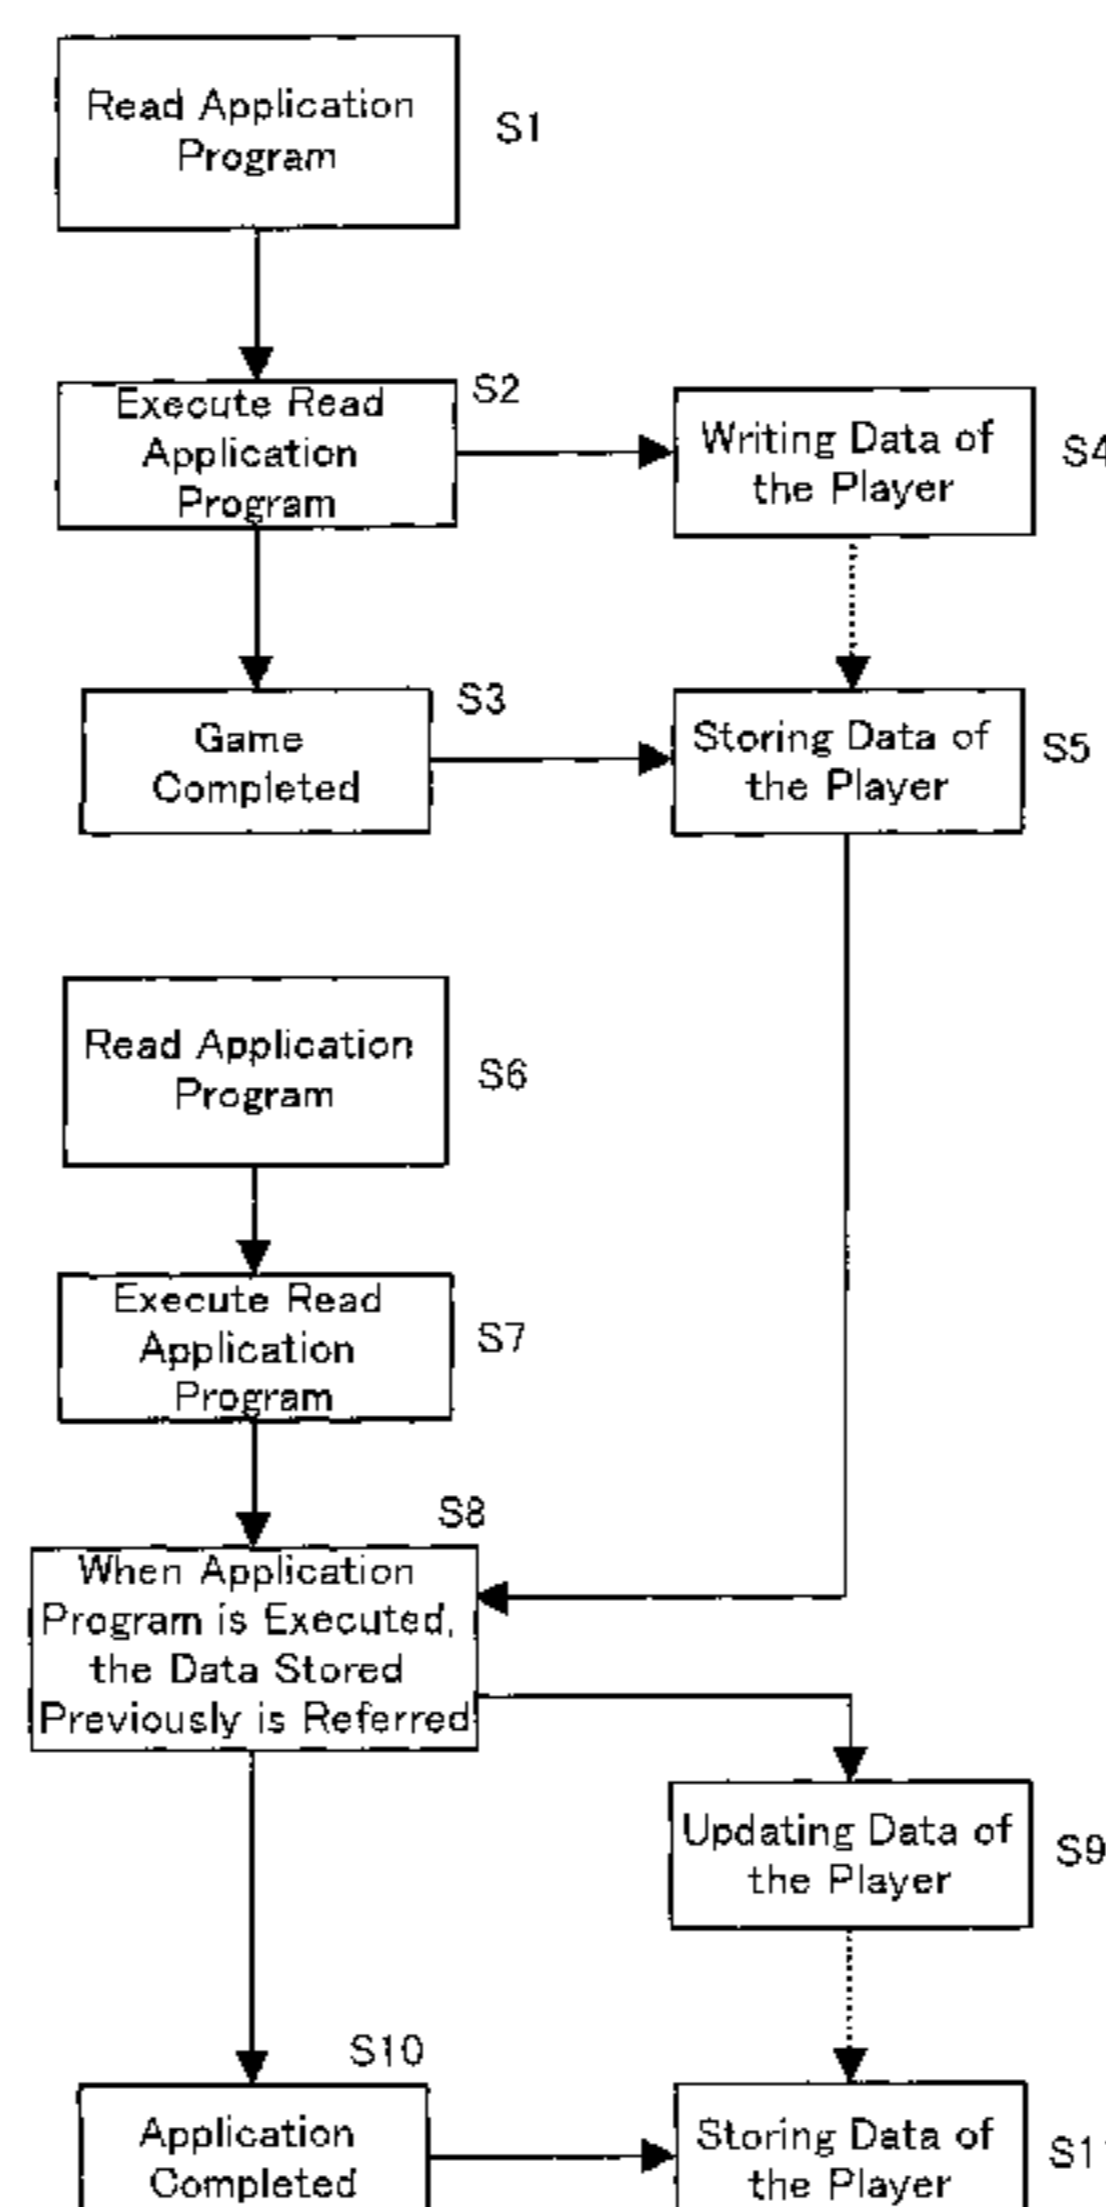 Read Application
Program
S1
Execute Read
Application
Program
S2
Writing Data of
the Player
S4
Game
Completed
S3
Storing Data of
the Player
S5
Read Application
Program
S6
Execute Read
Application
Program
S7
S8
When Application
Program is Executed,
the Data Stored
Previously is Referred
Updating Data of
the Player
S9
S10
Application
Completed
Storing Data of
the Player
S11